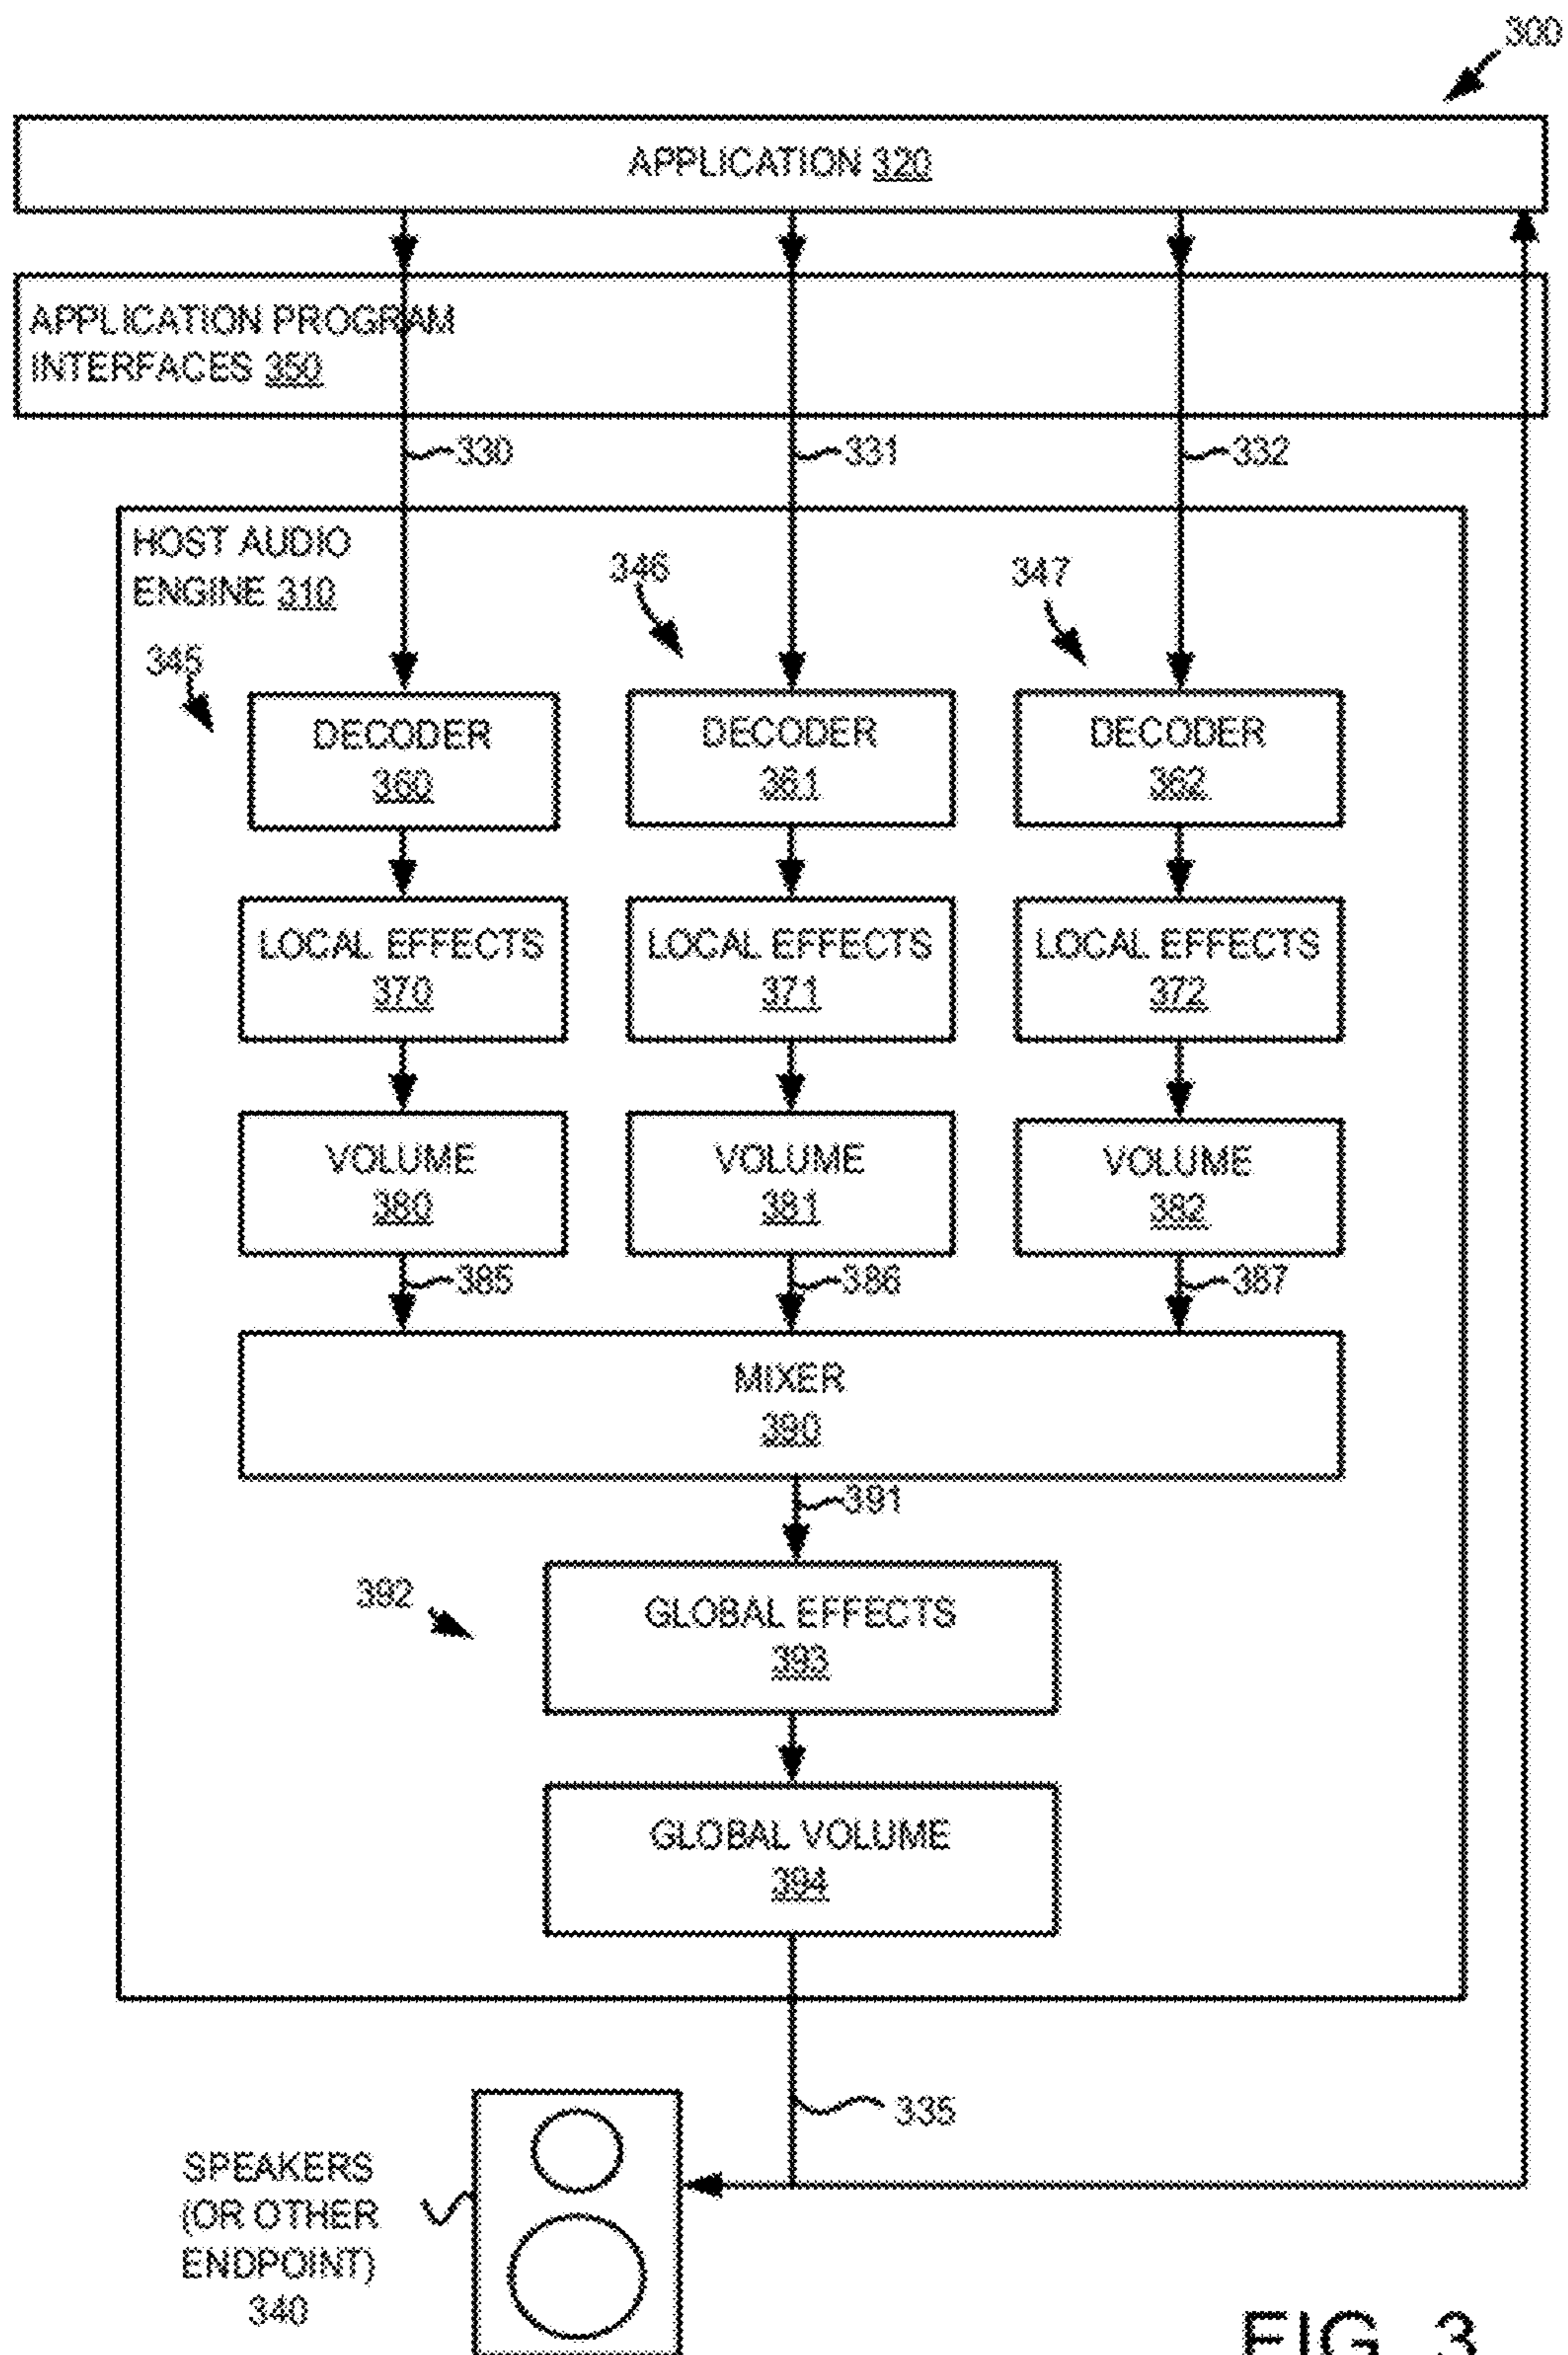 300
APPLICATION 320
APPLICATION PROGRAM
INTERFACES 350
330
331
332
HOST AUDIO
ENGINE 310
345
346
347
DECODER
360
DECODER
361
DECODER
362
LOCAL EFFECTS
370
LOCAL EFFECTS
371
LOCAL EFFECTS
372
VOLUME
380
VOLUME
381
VOLUME
382
385
386
387
MIXER
390
391
392
GLOBAL EFFECTS
393
GLOBAL VOLUME
394
335
SPEAKERS
(OR OTHER
ENDPOINT)
340
FIG. 3